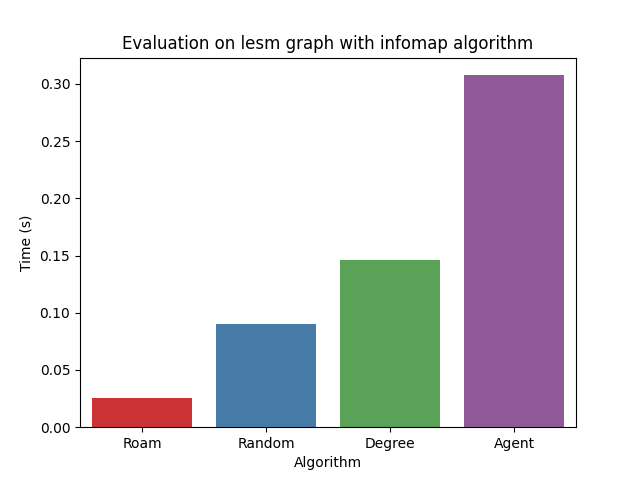 Evaluation on lesm graph with infomap algorithm
0.30
0.25
0.20
0.15
0.10
0.05
0.00
Time (s)
Roam Random Degree Agent
Algorithm